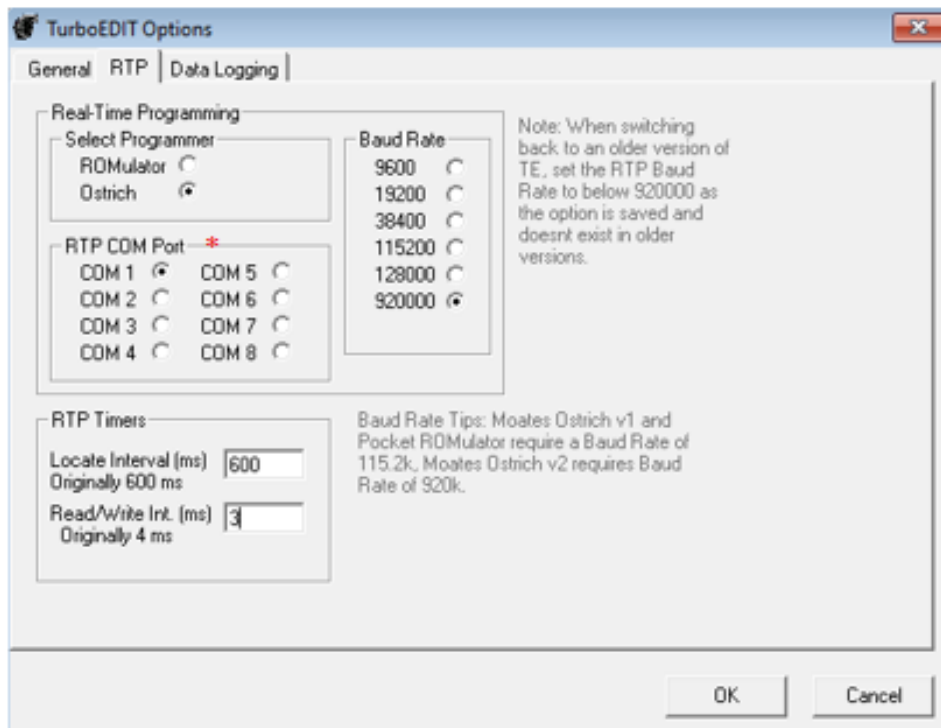 TurboEDIT Options
General RTP Data Logging
Real-Time Programming
Select Programmer
ROMulator
Ostrich
RTP COM Port *
COM 1 COM 5
COM 2 COM 6
COM 3 COM 7
COM 4 COM 8
Baud Rate
9600
19200
38400
115200
128000
920000
Note: When switching
back to an older version of
TE, set the RTP Baud
Rate to below 920000 as
the option is saved and
doesnt exist in older
versions.
RTP Timers
Locate Interval (ms) 600
Originally 600 ms
Read/Write Int. (ms) 3
Originally 4 ms
Baud Rate Tips: Moates Ostrich v1 and
Pocket ROMulator require a Baud Rate of
115.2k, Moates Ostrich v2 requires Baud
Rate of 920k.
OK Cancel